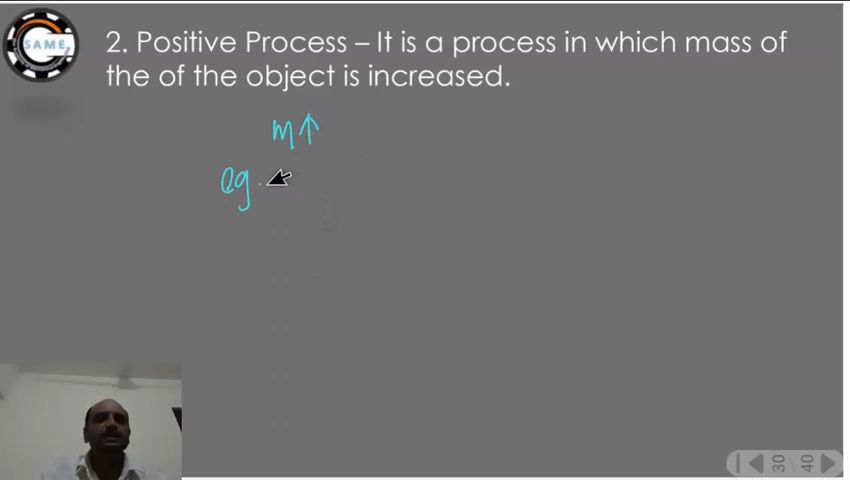 SAME
2. Positive Process – It is a process in which mass of
the of the object is increased.
m↑
eg.
30 \ 40